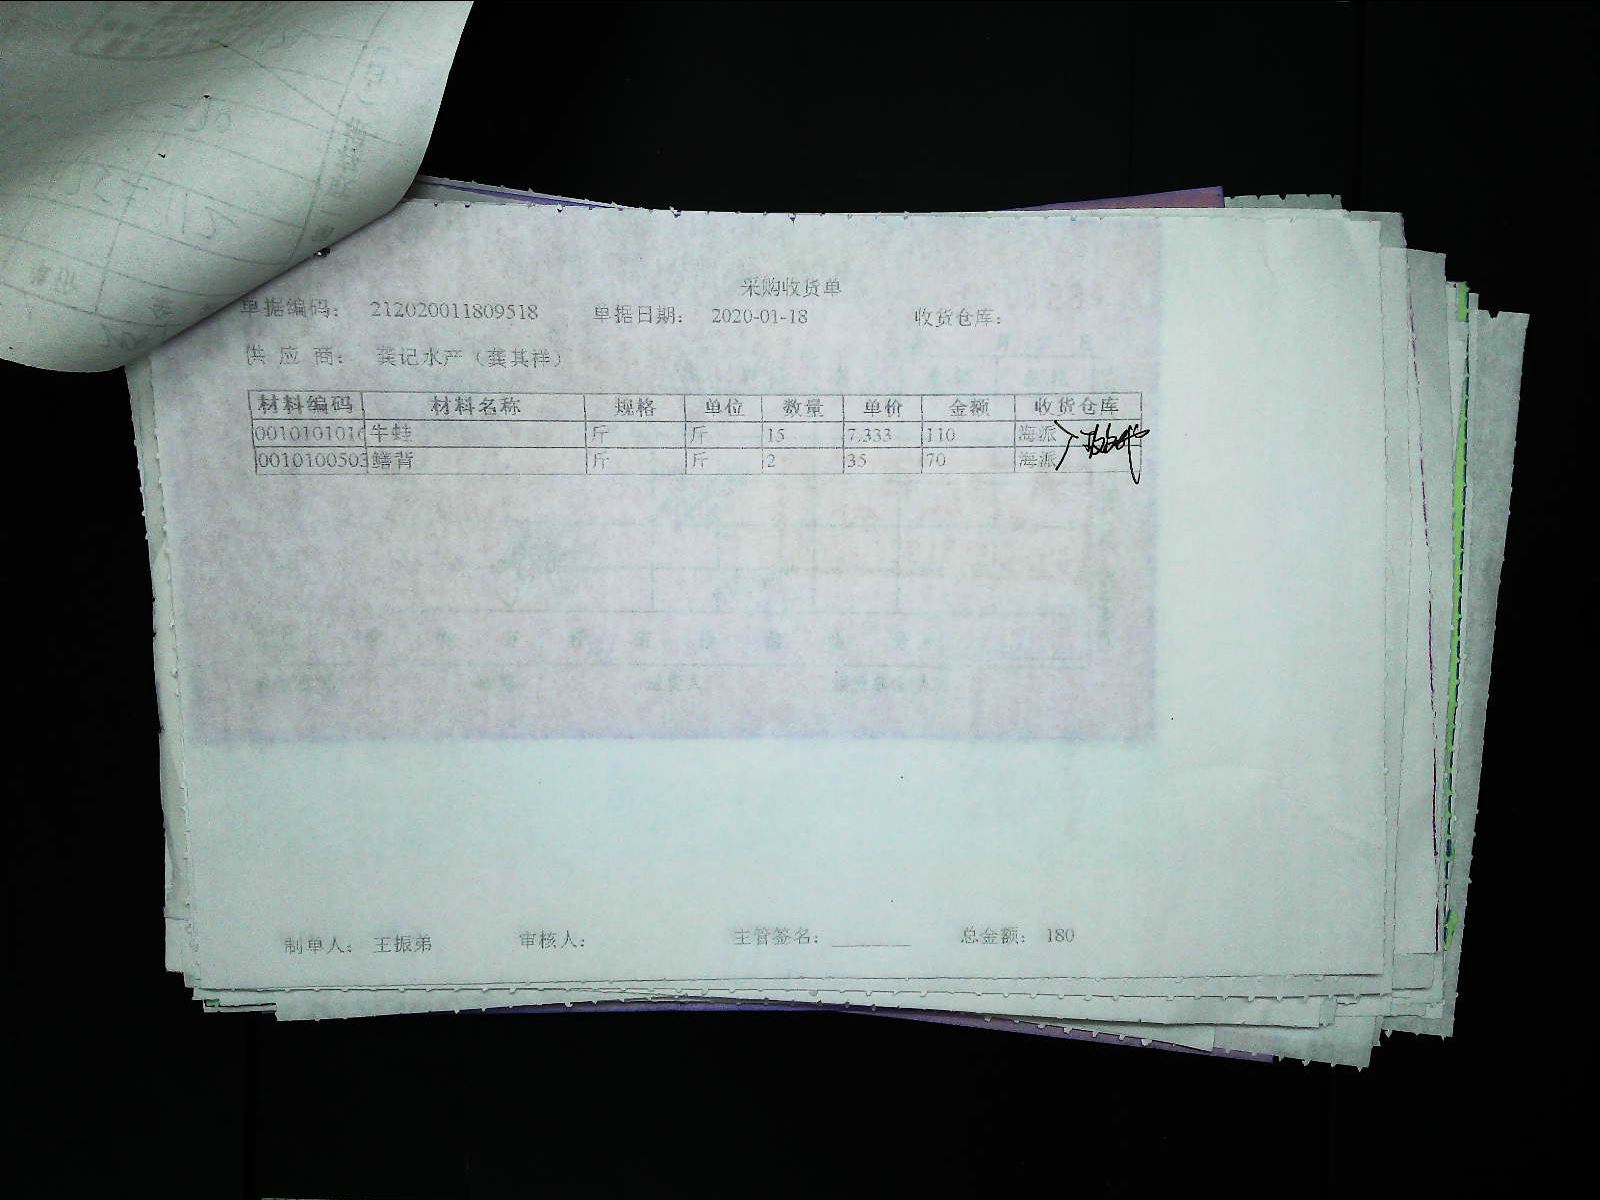 采购收货单
单据编码： 212020011809518 单据日期： 2020-01-18 收货仓库：
供 应 商： 龚记水产（龚其祥）
材料编码 材料名称 规格 单位 数量 单价 金额 收货仓库
0010101016 牛蛙 斤 斤 15 7.333 110 海派
0010100503 鳝背 斤 斤 2 35 70 海派
制单人： 王振弟 审核人： 主管签名： ________ 总金额： 180